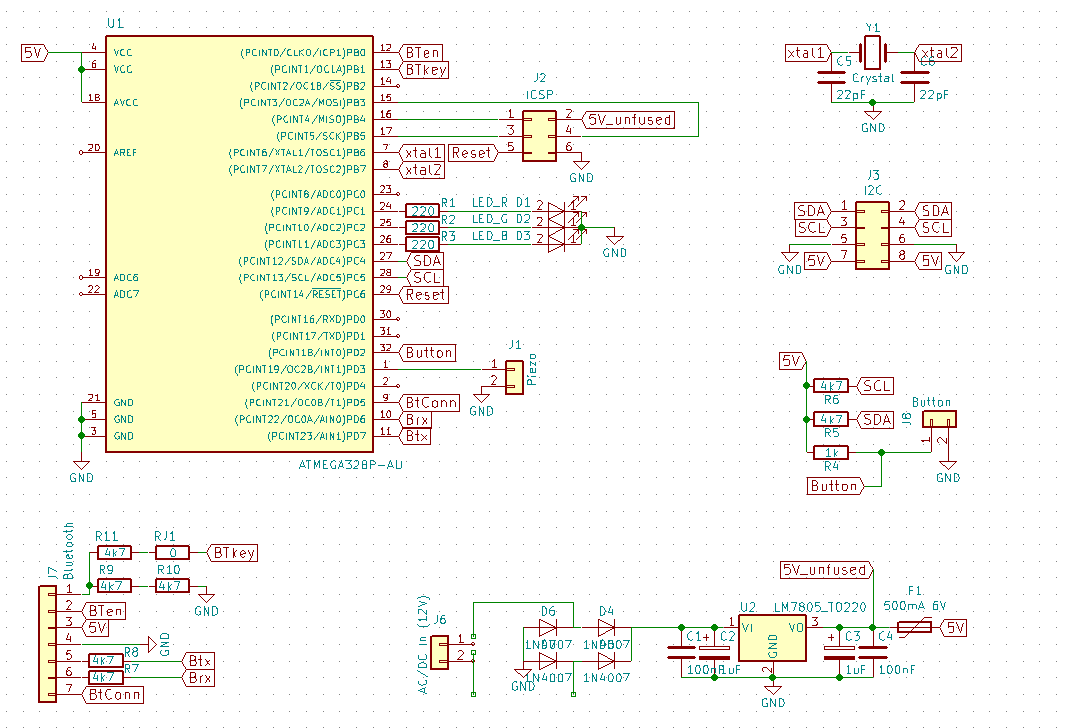 U1
5V
4 VCC
6 VCC
18 AVCC
20 AREF
19 ADC6
22 ADC7
21 GND
5 GND
3 GND
GND
(PCINT0/CLKO/ICP1)PB0 12 BTen
(PCINT1/OC1A)PB1 13 BTkey
(PCINT2/OC1B/SS)PB2 14
(PCINT3/OC2A/MOSI)PB3 15
(PCINT4/MISO)PB4 16
(PCINT5/SCK)PB5 17
(PCINT6/XTAL1/TOSC1)PB6 7 xtal1
(PCINT7/XTAL2/TOSC2)PB7 8 xtal2
(PCINT8/ADC0)PC0 23
(PCINT9/ADC1)PC1 24 220 R1 LED_R D1 2 1
(PCINT10/ADC2)PC2 25 220 R2 LED_G D2 2 1
(PCINT11/ADC3)PC3 26 220 R3 LED_B D3 2 1
GND
(PCINT12/SDA/ADC4)PC4 27 SDA
(PCINT13/SCL/ADC5)PC5 28 SCL
(PCINT14/RESET)PC6 29 Reset
(PCINT16/RXD)PD0 30
(PCINT17/TXD)PD1 31
(PCINT18/INT0)PD2 32 Button
(PCINT19/OC2B/INT1)PD3 1
(PCINT20/XCK/T0)PD4 2
(PCINT21/OC0B/T1)PD5 9 BtConn
(PCINT22/OC0A/AIN0)PD6 10 Brx
(PCINT23/AIN1)PD7 11 Btx
ATMEGA328P-AU
J2
ICSP
1 2 5V_unfused
3 4
Reset 5 6
GND
J1
Piezo
1
2
GND
Y1
xtal1 xtal2
C5 Crystal C6
22pF 22pF
GND
J3
I2C
SDA 1 2 SDA
SCL 3 4 SCL
5 6
GND GND
5V 7 8 5V
5V
4k7 SCL
R6
4k7 SDA
R5
1k
R4
Button
Button
J8
1 2
GND
Bluetooth
J7
R11 RJ1
4k7 0 BTkey
R9 R10
4k7 4k7
GND
1
2 BTen
3 5V
4 GND
5 4k7 R8 Btx
6 4k7 R7 Brx
7 BtConn
AC/DC in (12V)
J6
1
2
D6 D4
1N4007
1N4007 1N4007
GND
5V_unfused
U2 LM7805_TO220
1 VI VO 3
GND
2
GND
C1 + C2
100nF 1uF
+ C3 C4
1uF 100nF
F1
500mA 6V
5V